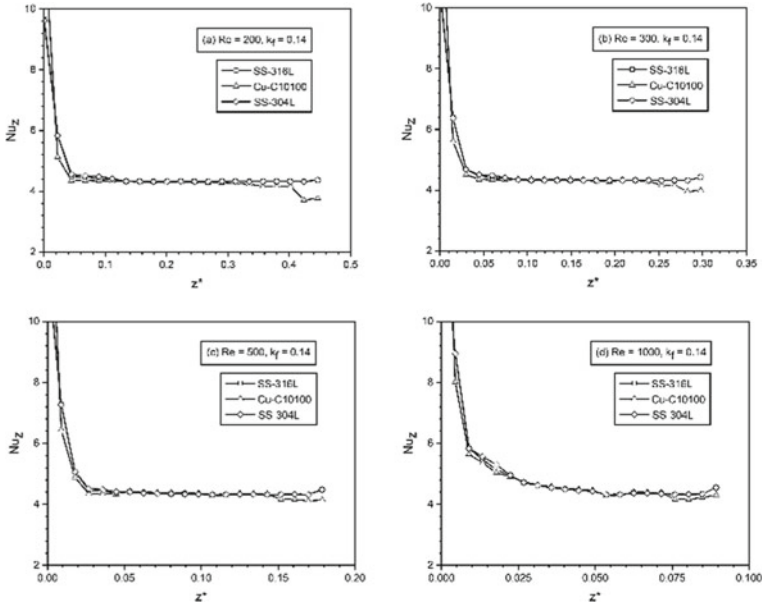 (a) Re = 200, kf = 0.14
SS-316L
Cu-C10100
SS-304L
NuZ
10
8
6
4
2
0.0 0.1 0.2 0.3 0.4 0.5
z*
(b) Re = 300, kf = 0.14
SS-316L
Cu-C10100
SS-304L
NuZ
10
8
6
4
2
0.00 0.05 0.10 0.15 0.20 0.25 0.30 0.35
z*
(c) Re = 500, kf = 0.14
SS-316L
Cu-C10100
SS 304L
NuZ
10
8
6
4
2
0.00 0.05 0.10 0.15 0.20
z*
(d) Re = 1000, kf = 0.14
SS-316L
Cu-C10100
SS 304L
NuZ
10
8
6
4
2
0.000 0.025 0.050 0.075 0.100
z*